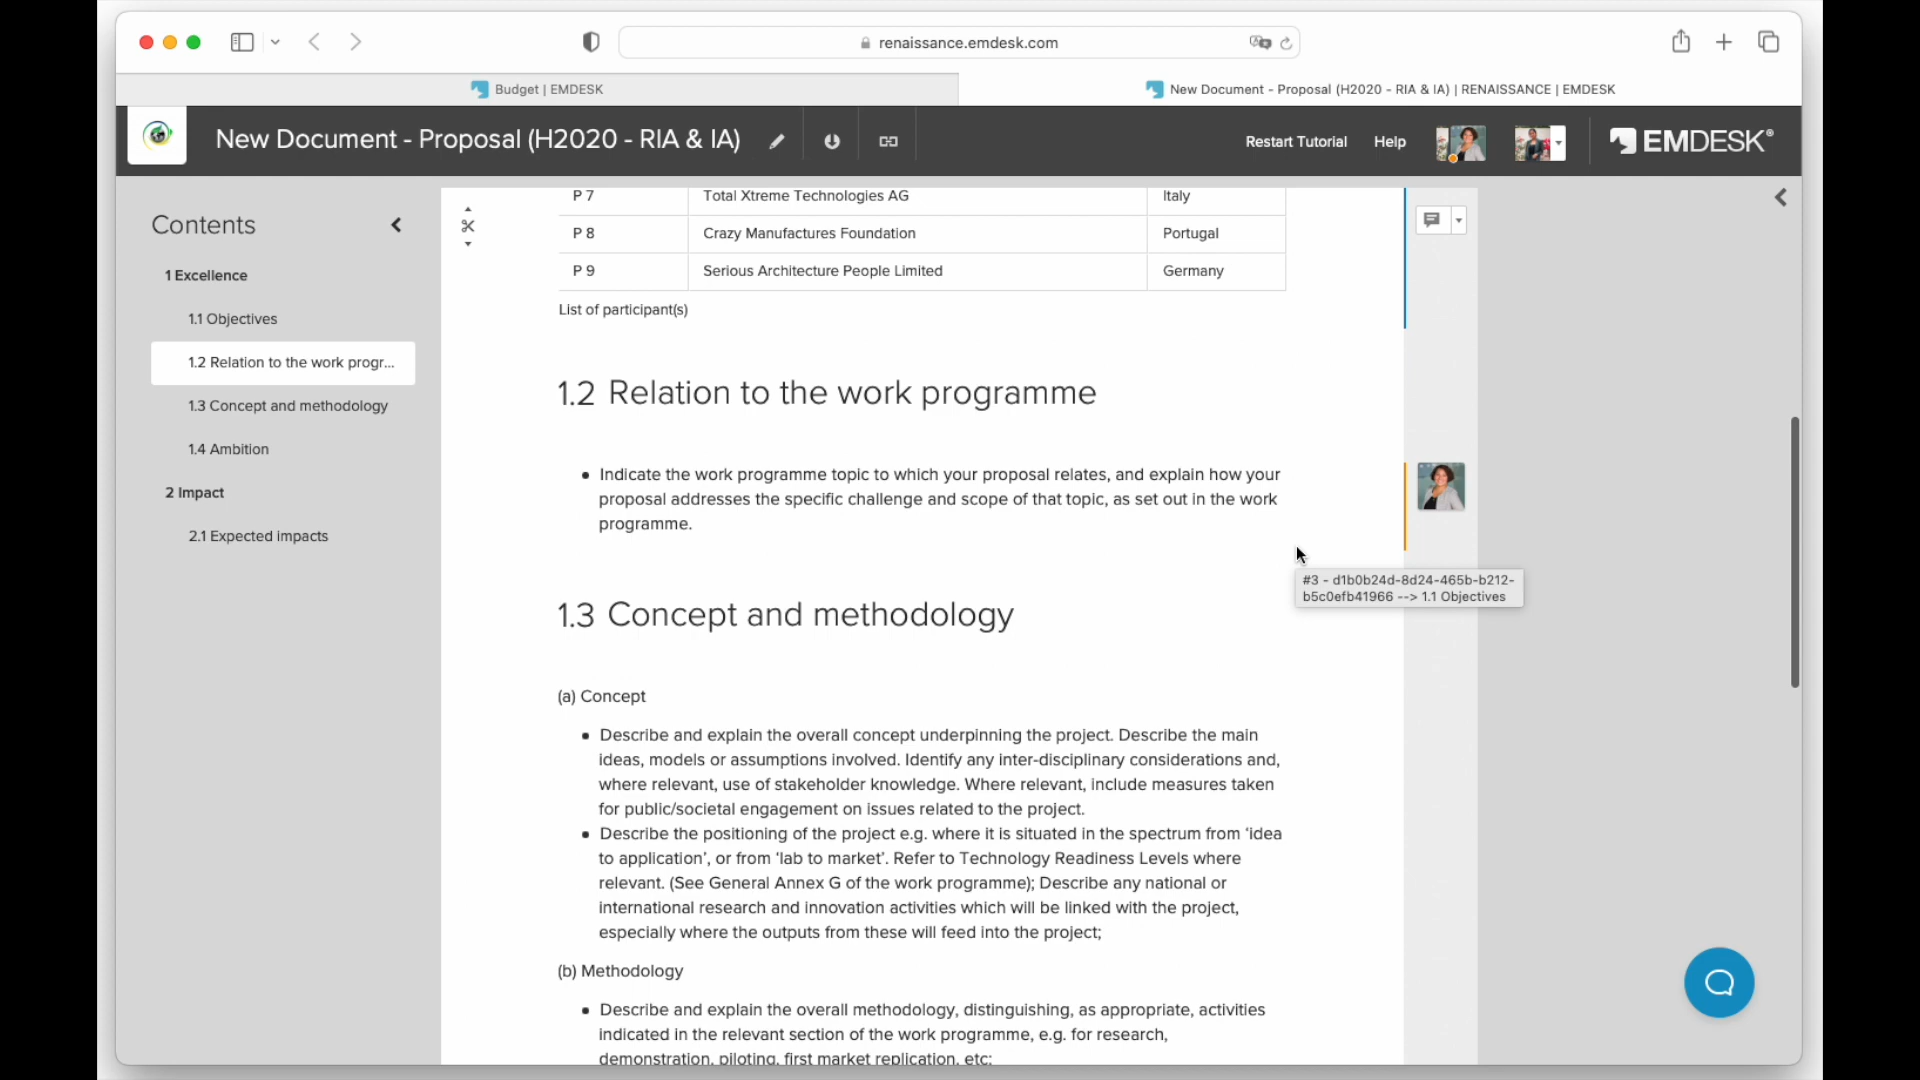 renaissance.emdesk.com
Budget | EMDESK
New Document - Proposal (H2020 - RIA & IA) | RENAISSANCE | EMDESK
New Document - Proposal (H2020 - RIA & IA)
Restart Tutorial
Help
EMDESK®
Contents
1 Excellence
1.1 Objectives
1.2 Relation to the work progr...
1.3 Concept and methodology
1.4 Ambition
2 Impact
2.1 Expected impacts
P 7 Total Xtreme Technologies AG Italy
P 8 Crazy Manufactures Foundation Portugal
P 9 Serious Architecture People Limited Germany
List of participant(s)
1.2 Relation to the work programme
• Indicate the work programme topic to which your proposal relates, and explain how your
proposal addresses the specific challenge and scope of that topic, as set out in the work
programme.
#3 - d1b0b24d-8d24-465b-b212-
b5c0efb41966 --> 1.1 Objectives
1.3 Concept and methodology
(a) Concept
• Describe and explain the overall concept underpinning the project. Describe the main
ideas, models or assumptions involved. Identify any inter-disciplinary considerations and,
where relevant, use of stakeholder knowledge. Where relevant, include measures taken
for public/societal engagement on issues related to the project.
• Describe the positioning of the project e.g. where it is situated in the spectrum from ‘idea
to application’, or from ‘lab to market’. Refer to Technology Readiness Levels where
relevant. (See General Annex G of the work programme); Describe any national or
international research and innovation activities which will be linked with the project,
especially where the outputs from these will feed into the project;
(b) Methodology
• Describe and explain the overall methodology, distinguishing, as appropriate, activities
indicated in the relevant section of the work programme, e.g. for research,
demonstration, piloting, first market replication, etc;